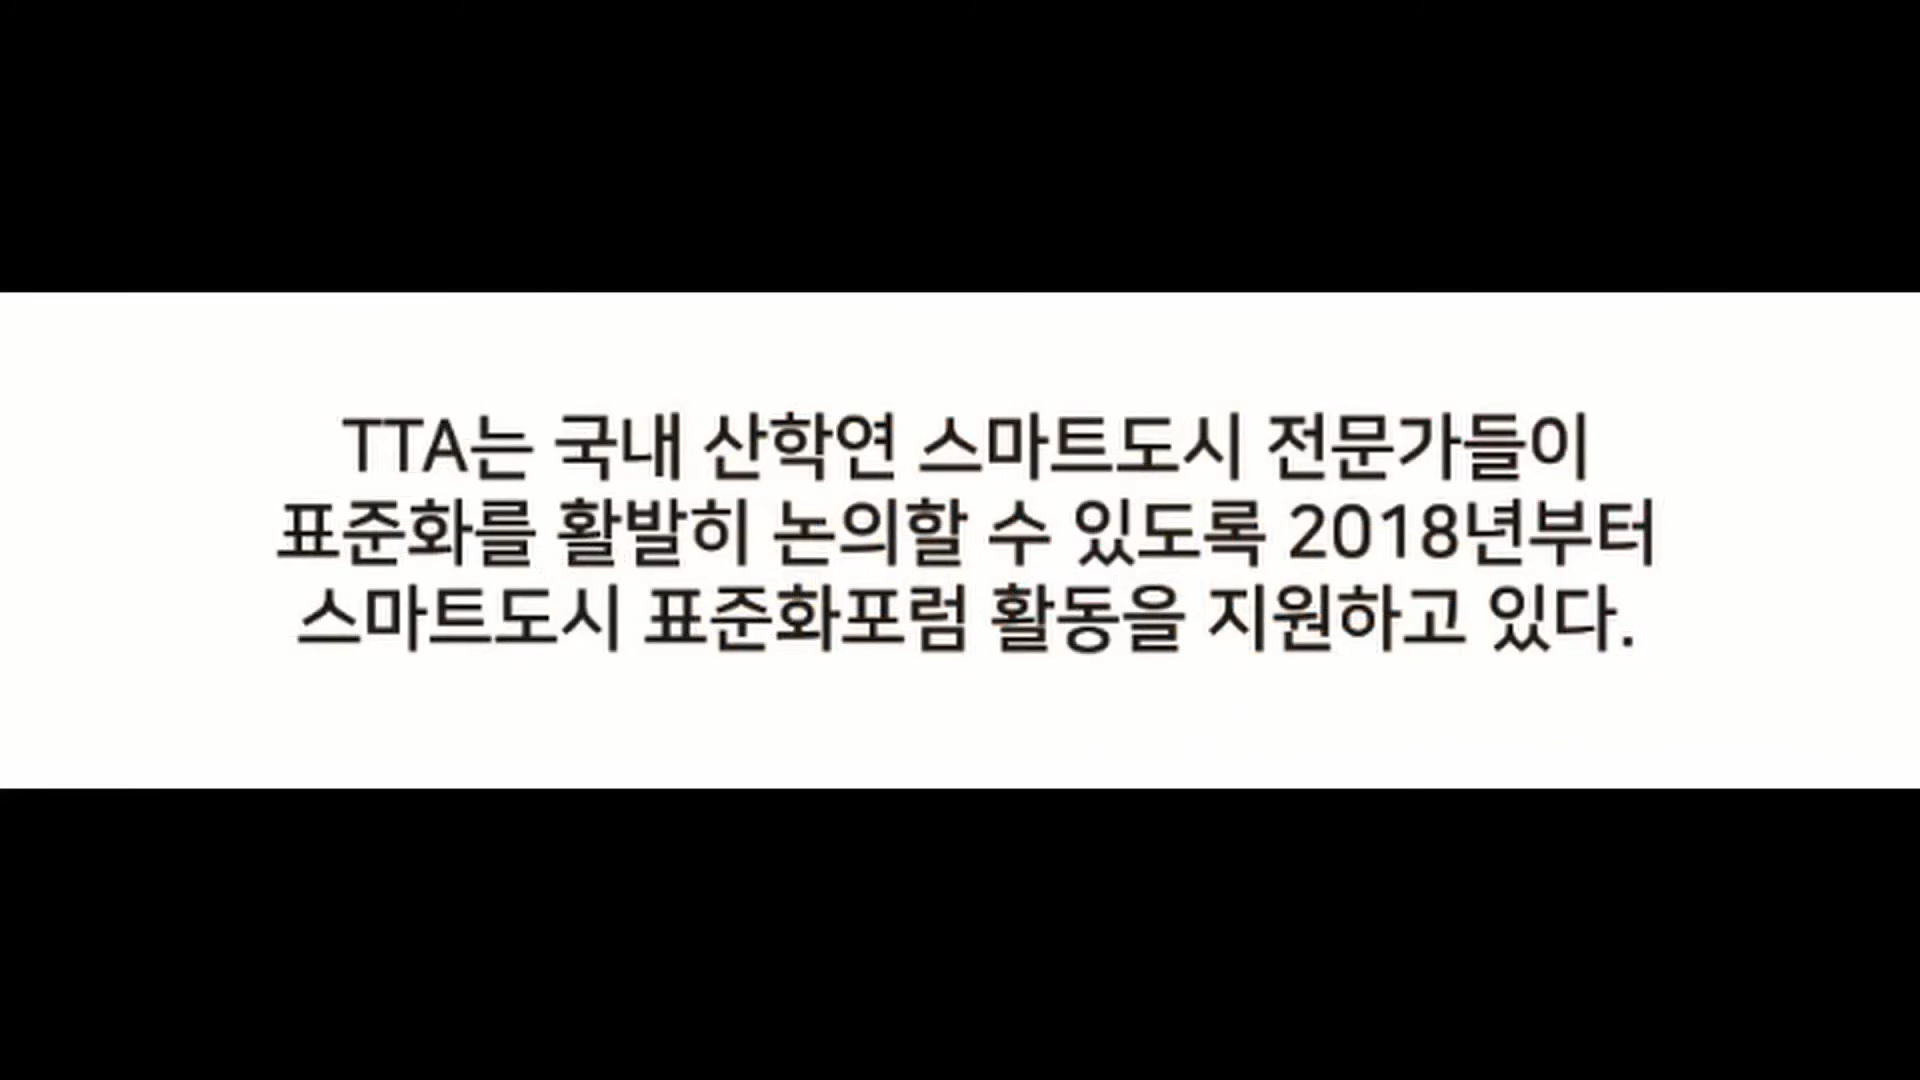 TTA는 국내 산학연 스마트도시 전문가들이
표준화를 활발히 논의할 수 있도록 2018년부터
스마트도시 표준화포럼 활동을 지원하고 있다.